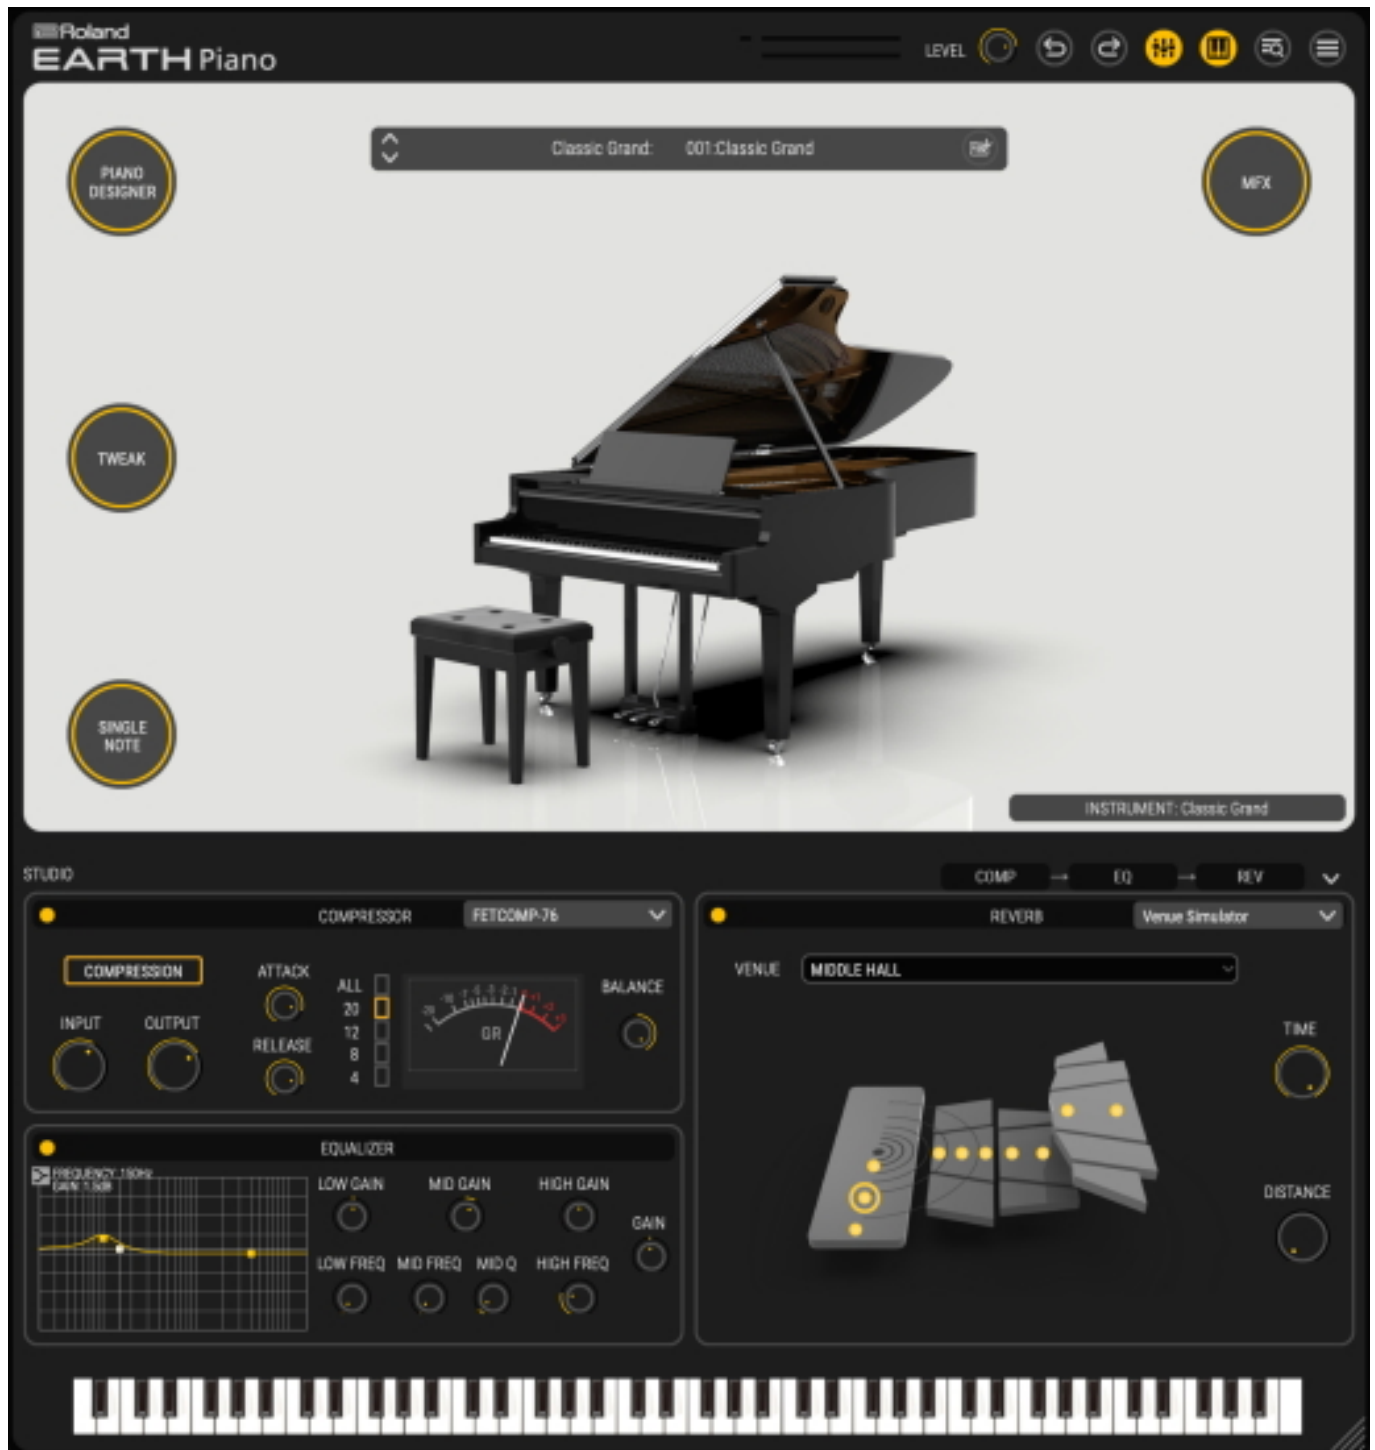 Roland
EARTH Piano
LEVEL
PIANO
DESIGNER
Classic Grand: 001:Classic Grand
MFX
TWEAK
SINGLE
NOTE
INSTRUMENT: Classic Grand
STUDIO
COMP → EQ → REV
COMPRESSOR FETCOMP-76
COMPRESSION
ATTACK
INPUT OUTPUT
RELEASE
ALL
20
12
8
4
GR
BALANCE
EQUALIZER
FREQUENCY: 150Hz
GAIN: 1.5dB
LOW GAIN MID GAIN HIGH GAIN
GAIN
LOW FREQ MID FREQ MID Q HIGH FREQ
REVERB Venue Simulator
VENUE MIDDLE HALL
TIME
DISTANCE